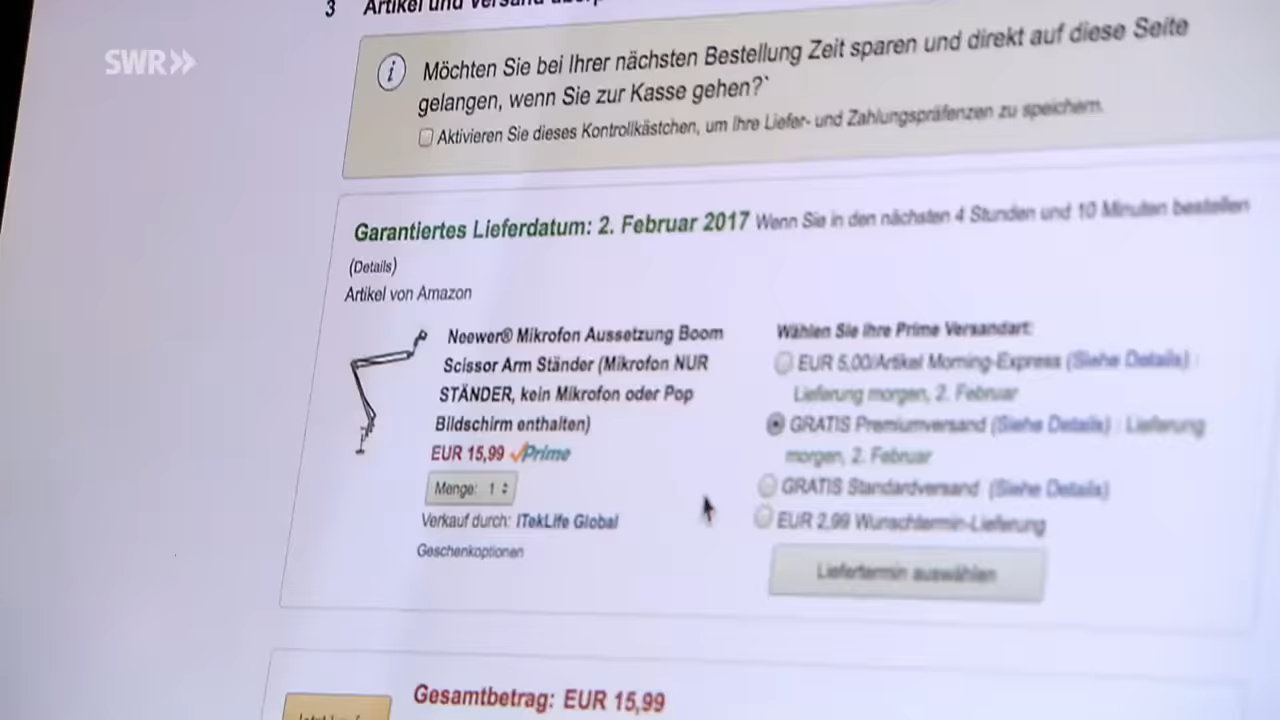 3 Artikel und Versand
SWR»
i
Möchten Sie bei Ihrer nächsten Bestellung Zeit sparen und direkt auf diese Seite
gelangen, wenn Sie zur Kasse gehen?`
Aktivieren Sie dieses Kontrollkästchen, um Ihre Liefer- und Zahlungspräferenzen zu speichern.
Garantiertes Lieferdatum: 2. Februar 2017 Wenn Sie in den nächsten 4 Stunden und 10 Minuten bestellen
(Details)
Artikel von Amazon
Neewer® Mikrofon Aussetzung Boom
Scissor Arm Ständer (Mikrofon NUR
STÄNDER, kein Mikrofon oder Pop
Bildschirm enthalten)
EUR 15,99 Prime
Menge: 1
Verkauf durch: ITekLife Global
Geschenkoptionen
Wählen Sie Ihre Prime Versandart:
EUR 5,00/Artikel Morning-Express (Siehe Details) :
Lieferung morgen, 2. Februar
GRATIS Premiumversand (Siehe Details) : Lieferung
morgen, 2. Februar
GRATIS Standardversand (Siehe Details)
EUR 2,99 Wunschtermin-Lieferung
Liefertermin auswählen
Gesamtbetrag: EUR 15,99